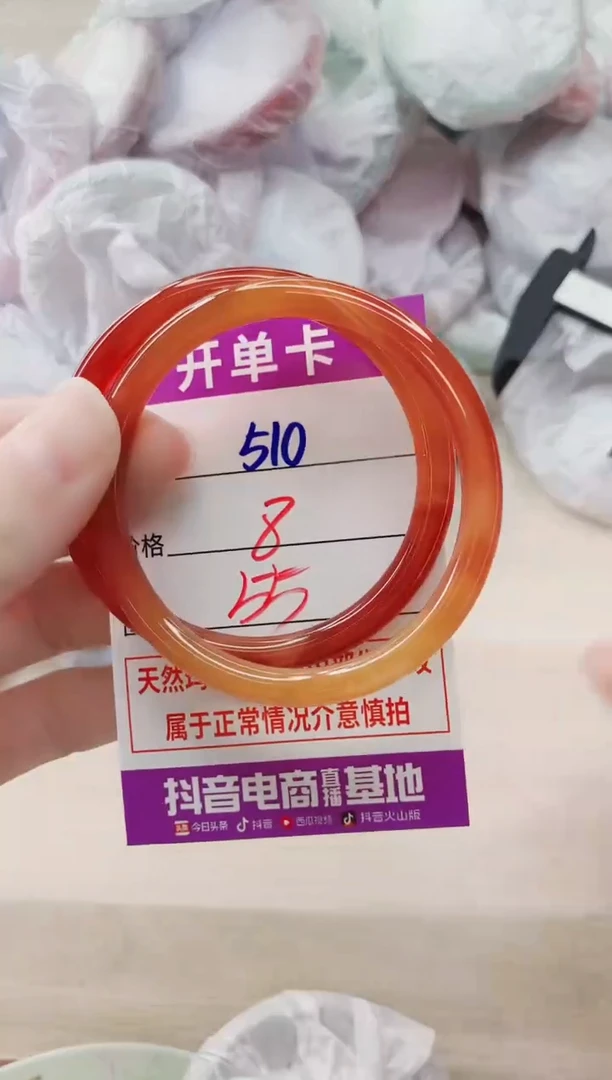 开单卡
510
价格 8
55
天然
属于正常情况介意慎拍
抖音电商直播基地
今日头条 抖音 西瓜视频 抖音火山版